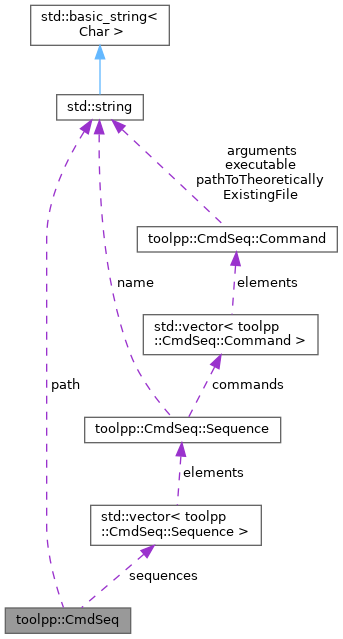 std::basic_string<
Char >
std::string
arguments
executable
pathToTheoretically
ExistingFile
toolpp::CmdSeq::Command
name
elements
std::vector< toolpp
::CmdSeq::Command >
path
commands
toolpp::CmdSeq::Sequence
elements
std::vector< toolpp
::CmdSeq::Sequence >
sequences
toolpp::CmdSeq